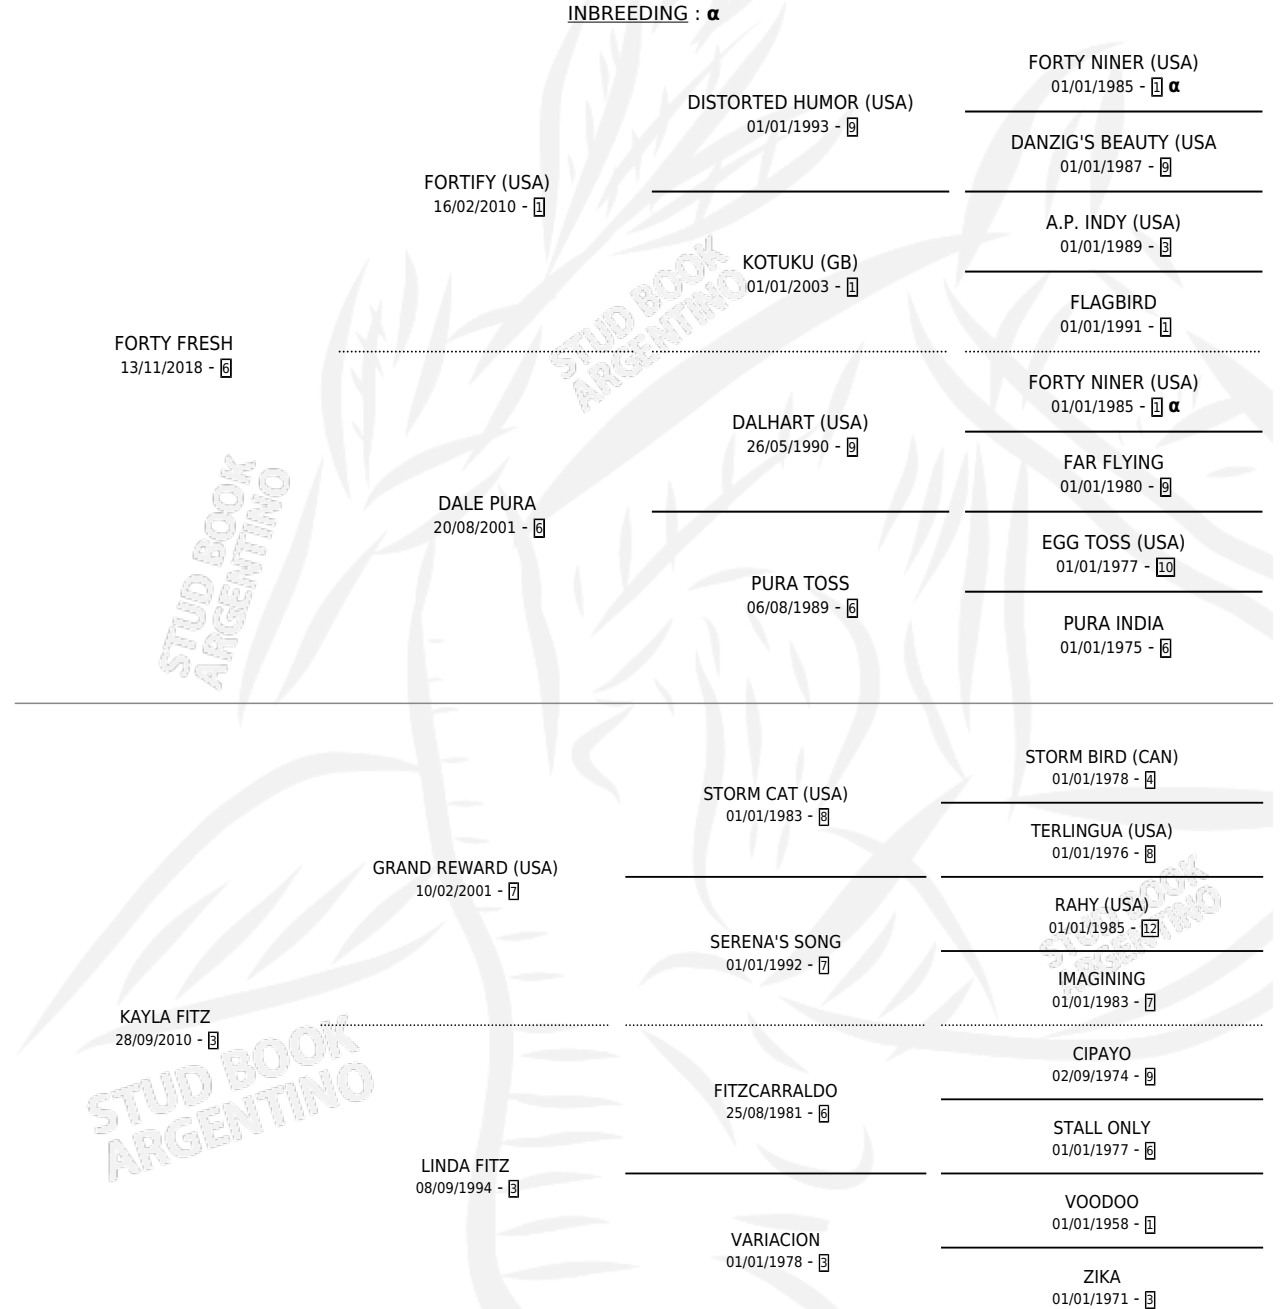 INBREEDING : α
FORTY NINER (USA)
01/01/1985 - 1 α
DISTORTED HUMOR (USA)
01/01/1993 - 9
DANZIG'S BEAUTY (USA
01/01/1987 - 9
FORTIFY (USA)
16/02/2010 - 1
A.P. INDY (USA)
01/01/1989 - 3
KOTUKU (GB)
01/01/2003 - 1
FLAGBIRD
01/01/1991 - 1
STUD BOOK
ARGENTINO
FORTY FRESH
13/11/2018 - 6
FORTY NINER (USA)
01/01/1985 - 1 α
DALHART (USA)
26/05/1990 - 9
FAR FLYING
01/01/1980 - 9
DALE PURA
20/08/2001 - 6
EGG TOSS (USA)
01/01/1977 - 10
PURA TOSS
06/08/1989 - 6
PURA INDIA
01/01/1975 - 6
STUD BOOK
ARGENTINO
STORM BIRD (CAN)
01/01/1978 - 4
STORM CAT (USA)
01/01/1983 - 8
TERLINGUA (USA)
01/01/1976 - 8
GRAND REWARD (USA)
10/02/2001 - 7
RAHY (USA)
01/01/1985 - 12
SERENA'S SONG
01/01/1992 - 7
IMAGINING
01/01/1983 - 7
STUD BOOK
ARGENTINO
KAYLA FITZ
28/09/2010 - 3
CIPAYO
02/09/1974 - 9
FITZCARRALDO
25/08/1981 - 6
STALL ONLY
01/01/1977 - 6
STUD BOOK
ARGENTINO
LINDA FITZ
08/09/1994 - 3
VOODOO
01/01/1958 - 1
VARIACION
01/01/1978 - 3
ZIKA
01/01/1971 - 3